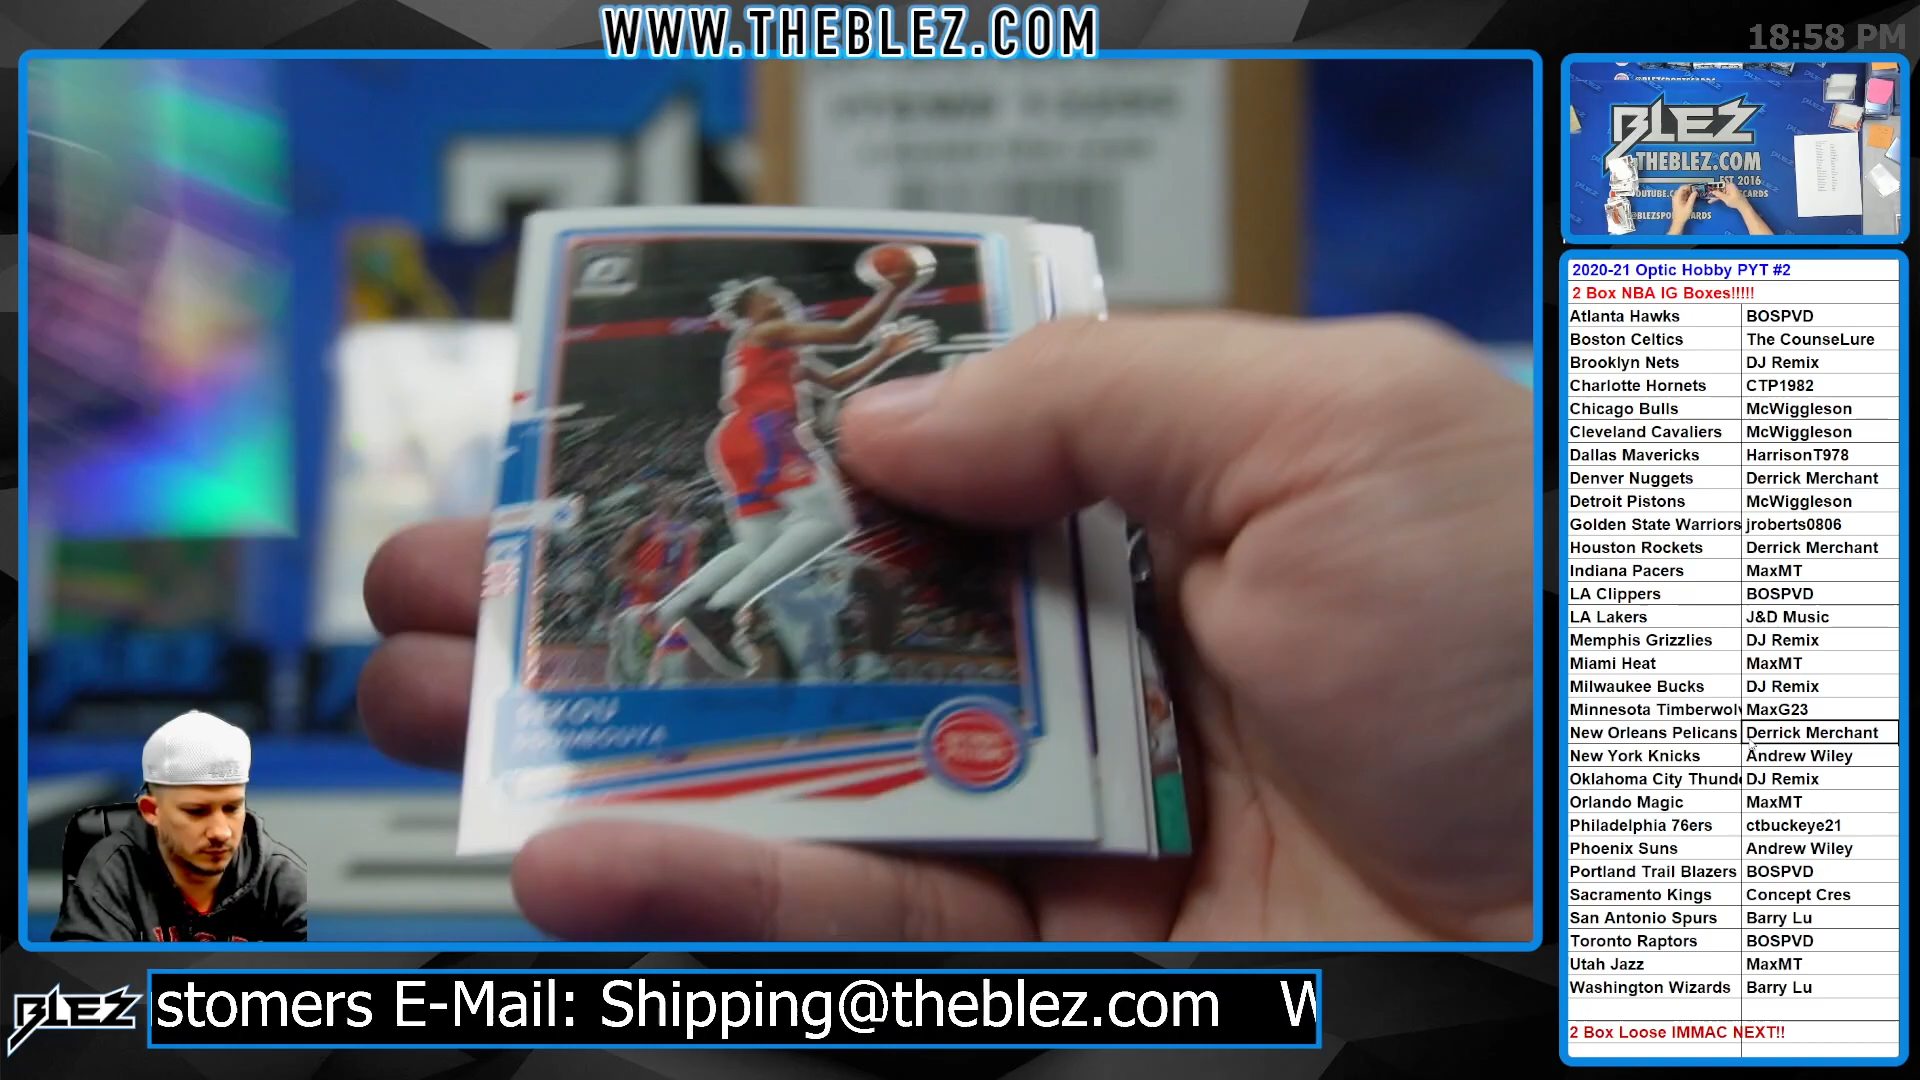 WWW.THEBLEZ.COM
18:58 PM
BLEZ
THEBLEZ.COM
EST 2016
2020-21 Optic Hobby PYT #2
2 Box NBA IG Boxes!!!!!
Atlanta Hawks BOSPVD
Boston Celtics The CounseLure
Brooklyn Nets DJ Remix
Charlotte Hornets CTP1982
Chicago Bulls McWiggleson
Cleveland Cavaliers McWiggleson
Dallas Mavericks HarrisonT978
Denver Nuggets Derrick Merchant
Detroit Pistons McWiggleson
Golden State Warriors jroberts0806
Houston Rockets Derrick Merchant
Indiana Pacers MaxMT
LA Clippers BOSPVD
LA Lakers J&D Music
Memphis Grizzlies DJ Remix
Miami Heat MaxMT
Milwaukee Bucks DJ Remix
Minnesota Timberwolv MaxG23
New Orleans Pelicans Derrick Merchant
New York Knicks Andrew Wiley
Oklahoma City Thunde DJ Remix
Orlando Magic MaxMT
Philadelphia 76ers ctbuckeye21
Phoenix Suns Andrew Wiley
Portland Trail Blazers BOSPVD
Sacramento Kings Concept Cres
San Antonio Spurs Barry Lu
Toronto Raptors BOSPVD
Utah Jazz MaxMT
Washington Wizards Barry Lu
2 Box Loose IMMAC NEXT!!
BLEZ
stomers E-Mail: Shipping@theblez.com W